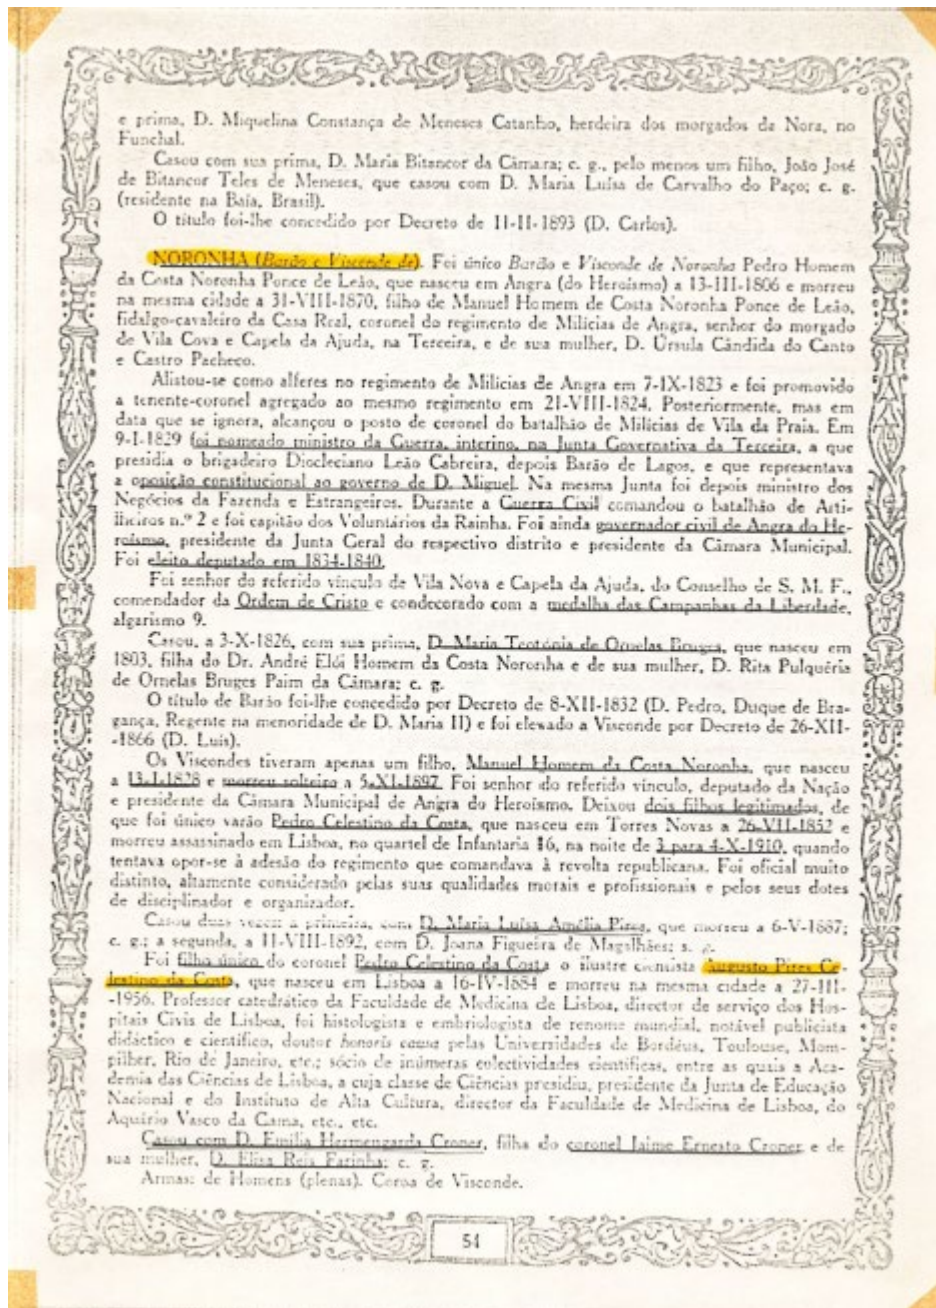 e prima, D. Miquelina Constança de Meneses Catanho, herdeira dos morgados da Nora, no
Funchal.
Casou com sua prima, D. Maria Bitancor da Câmara; c. g., pelo menos um filho, João José
de Bitancor Teles de Meneses, que casou com D. Maria Luísa de Carvalho do Paço; c. g.
(residente na Baía, Brasil).
O título foi-lhe concedido por Decreto de 11-II-1893 (D. Carlos).
NORONHA (Barão e Visconde de). Foi único Barão e Visconde de Noronha Pedro Homem
da Costa Noronha Ponce de Leão, que nasceu em Angra (do Heroísmo) a 13-III-1806 e morreu
na mesma cidade a 31-VIII-1870, filho de Manuel Homem de Costa Noronha Ponce de Leão,
fidalgo-cavaleiro da Casa Real, coronel do regimento de Milícias de Angra, senhor do morgado
de Vila Cova e Capela da Ajuda, na Terceira, e de sua mulher, D. Úrsula Cândida do Canto
e Castro Pacheco.
Alistou-se como alferes no regimento de Milícias de Angra em 7-IX-1823 e foi promovido
a tenente-coronel agregado ao mesmo regimento em 21-VIII-1824. Posteriormente, mas em
data que se ignora, alcançou o posto de coronel do batalhão de Milícias de Vila da Praia. Em
9-I-1829 foi nomeado ministro da Guerra, interino, na Junta Governativa da Terceira, a que
presidia o brigadeiro Diocleciano Leão Cabreira, depois Barão de Lagos, e que representava
a oposição constitucional ao governo de D. Miguel. Na mesma Junta foi depois ministro dos
Negócios da Fazenda e Estrangeiros. Durante a Guerra Civil comandou o batalhão de Arti-
lheiros n.º 2 e foi capitão dos Voluntários da Rainha. Foi ainda governador civil de Angra do He-
roísmo, presidente da Junta Geral do respectivo distrito e presidente da Câmara Municipal.
Foi eleito deputado em 1834-1840.
Foi senhor do referido vínculo de Vila Nova e Capela da Ajuda, do Conselho de S. M. F.,
comendador da Ordem de Cristo e condecorado com a medalha das Campanhas da Liberdade,
algarismo 9.
Casou, a 3-X-1826, com sua prima, D. Maria Teotónia de Ornelas Bruges, que nasceu em
1803, filha do Dr. André Elói Homem da Costa Noronha e de sua mulher, D. Rita Pulquéria
de Ornelas Bruges Paim da Câmara; c. g.
O título de Barão foi-lhe concedido por Decreto de 8-XII-1832 (D. Pedro, Duque de Bra-
gança, Regente na menoridade de D. Maria II) e foi elevado a Visconde por Decreto de 26-XII-
-1866 (D. Luís).
Os Viscondes tiveram apenas um filho, Manuel Homem da Costa Noronha, que nasceu
a 13-I-1828 e morreu solteiro a 5-XI-1897. Foi senhor do referido vínculo, deputado da Nação
e presidente da Câmara Municipal de Angra do Heroísmo. Deixou dois filhos legitimados, de
que foi único varão Pedro Celestino da Costa, que nasceu em Torres Novas a 26-VII-1852 e
morreu assassinado em Lisboa, no quartel de Infantaria 16, na noite de 3 para 4-X-1910, quando
tentava opor-se à adesão do regimento que comandava à revolta republicana. Foi oficial muito
distinto, altamente considerado pelas suas qualidades morais e profissionais e pelos seus dotes
de disciplinador e organizador.
Casou duas vezes: a primeira, com D. Maria Luísa Amélia Pires, que morreu a 6-V-1887;
c. g.; a segunda, a 11-VIII-1892, com D. Joana Figueira de Magalhães; s. g.
Foi filho único do coronel Pedro Celestino da Costa o ilustre cientista Augusto Pires Ce-
lestino da Costa, que nasceu em Lisboa a 16-IV-1884 e morreu na mesma cidade a 27-III-
-1956. Professor catedrático da Faculdade de Medicina de Lisboa, director de serviço dos Hos-
pitais Civis de Lisboa, foi histologista e embriologista de renome mundial, notável publicista
didáctico e científico, doutor honoris causa pelas Universidades de Bordéus, Toulouse, Mom-
pilher, Rio de Janeiro, etc.; sócio de inúmeras colectividades científicas, entre as quais a Aca-
demia das Ciências de Lisboa, a cuja classe de Ciências presidiu, presidente da Junta de Educação
Nacional e do Instituto de Alta Cultura, director da Faculdade de Medicina de Lisboa, do
Aquário Vasco da Gama, etc., etc.
Casou com D. Emília Hermengarda Croner, filha do coronel Jaime Ernesto Croner e de
sua mulher, D. Elisa Reis Farinha; c. g.
Armas: de Homens (plenas). Coroa de Visconde.
54